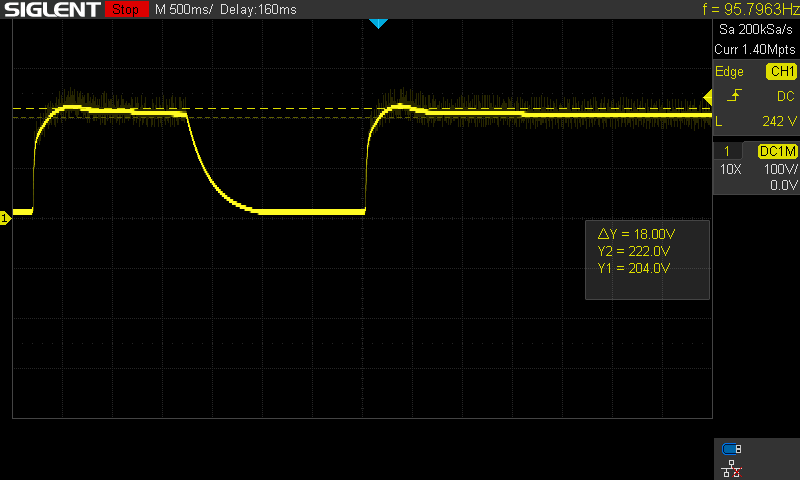 SIGLENT Stop M 500ms/ Delay:160ms f = 95.7963Hz
Sa 200kSa/s
Curr 1.40Mpts
Edge CH1
DC
L 242 V
1 DC1M
10X 100V/
0.0V
1
△Y = 18.00V
Y2 = 222.0V
Y1 = 204.0V